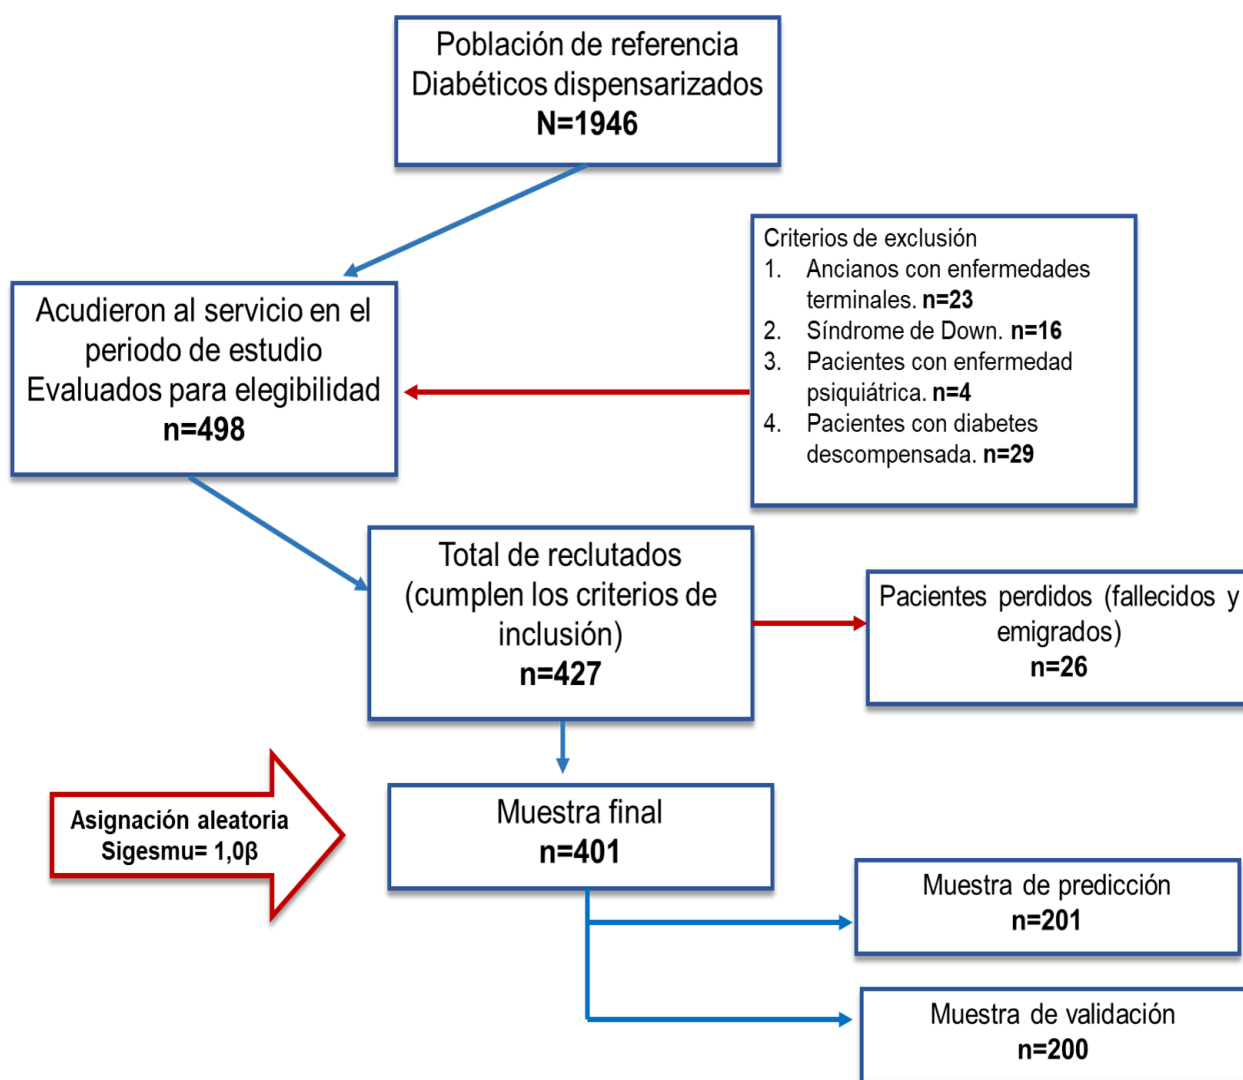 Población de referencia
Diabéticos dispensarizados
N=1946
Criterios de exclusión
1. Ancianos con enfermedades
terminales. n=23
2. Síndrome de Down. n=16
3. Pacientes con enfermedad
psiquiátrica. n=4
4. Pacientes con diabetes
descompensada. n=29
Acudieron al servicio en el
periodo de estudio
Evaluados para elegibilidad
n=498
Total de reclutados
(cumplen los criterios de
inclusión)
n=427
Pacientes perdidos (fallecidos y
emigrados)
n=26
Asignación aleatoria
Sigesmu= 1,0β
Muestra final
n=401
Muestra de predicción
n=201
Muestra de validación
n=200